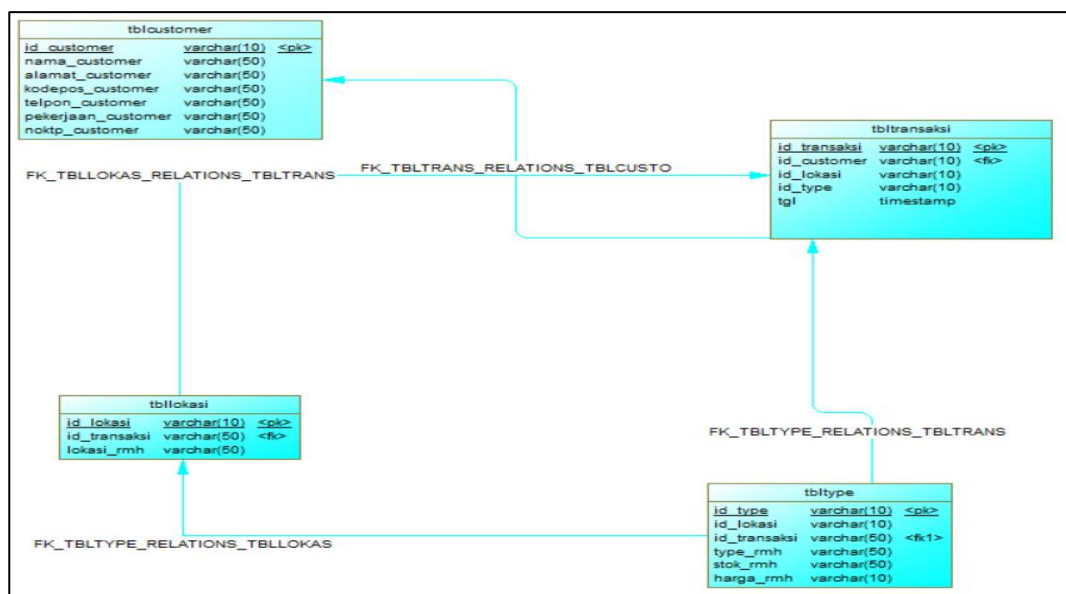 tblcustomer
id_customer varchar(10) <pk>
nama_customer varchar(50)
alamat_customer varchar(50)
kodepos_customer varchar(50)
telpon_customer varchar(50)
pekerjaan_customer varchar(50)
noktp_customer varchar(50)
tbltransaksi
id_transaksi varchar(10) <pk>
id_customer varchar(10) <fk>
id_lokasi varchar(10)
id_type varchar(10)
tgl timestamp
FK_TBLLOKAS_RELATIONS_TBLTRANS
FK_TBLTRANS_RELATIONS_TBLCUSTO
tbllokasi
id_lokasi varchar(10) <pk>
id_transaksi varchar(50) <fk>
lokasi_rmh varchar(50)
FK_TBLTYPE_RELATIONS_TBLTRANS
tbltype
id_type varchar(10) <pk>
id_lokasi varchar(10)
id_transaksi varchar(50) <fk1>
type_rmh varchar(50)
stok_rmh varchar(50)
harga_rmh varchar(10)
FK_TBLTYPE_RELATIONS_TBLLOKAS